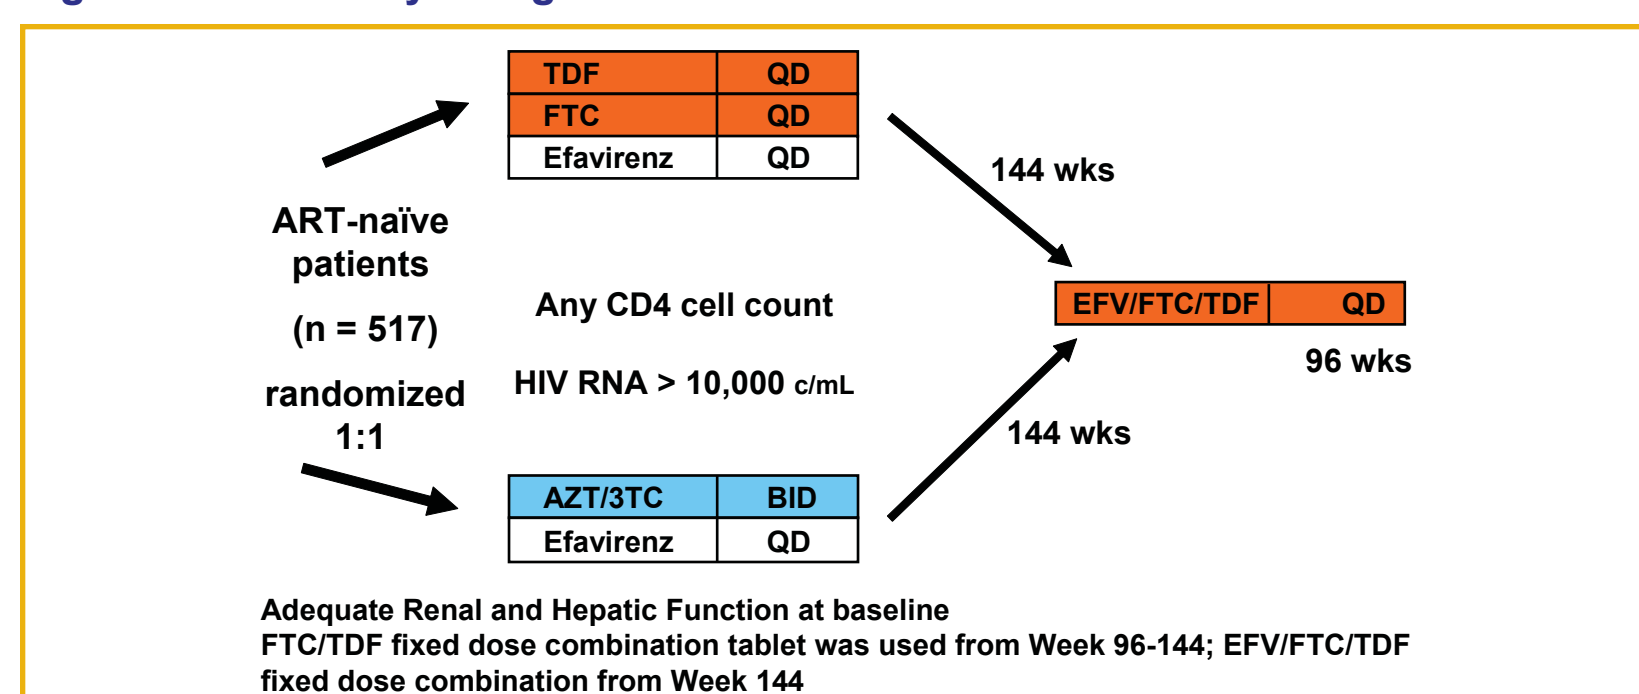 TDF QD
FTC QD
Efavirenz QD
144 wks
ART-naïve
patients
(n = 517)
randomized
1:1
Any CD4 cell count
HIV RNA > 10,000 c/mL
EFV/FTC/TDF QD
96 wks
144 wks
AZT/3TC BID
Efavirenz QD
Adequate Renal and Hepatic Function at baseline
FTC/TDF fixed dose combination tablet was used from Week 96-144; EFV/FTC/TDF
fixed dose combination from Week 144